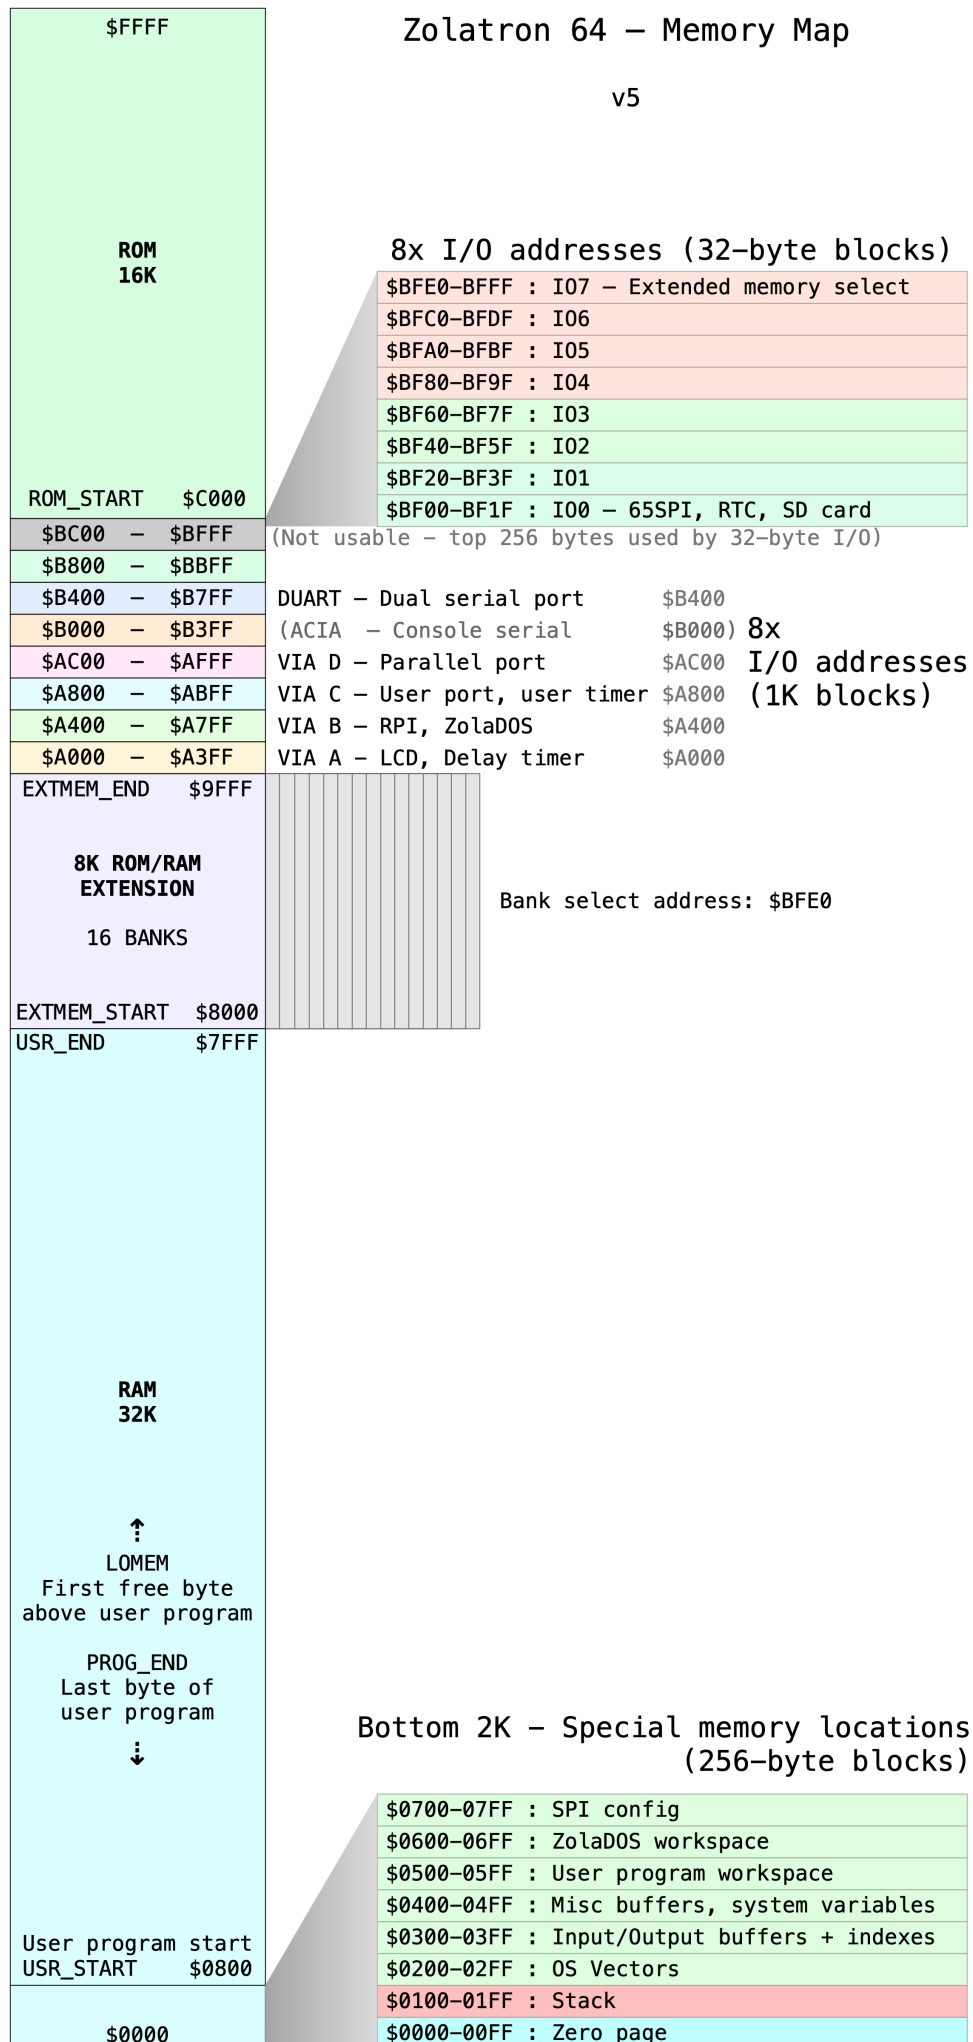 Zolatron 64 – Memory Map
v5
$FFFF
ROM
16K
ROM_START $C000
8x I/O addresses (32-byte blocks)
$BFE0-BFFF : IO7 – Extended memory select
$BFC0-BFDF : IO6
$BFA0-BFBF : IO5
$BF80-BF9F : IO4
$BF60-BF7F : IO3
$BF40-BF5F : IO2
$BF20-BF3F : IO1
$BF00-BF1F : IO0 – 65SPI, RTC, SD card
$BC00 – $BFFF (Not usable – top 256 bytes used by 32-byte I/O)
$B800 – $BBFF
$B400 – $B7FF DUART – Dual serial port $B400
$B000 – $B3FF (ACIA – Console serial $B000)
$AC00 – $AFFF VIA D – Parallel port $AC00
$A800 – $ABFF VIA C – User port, user timer $A800
$A400 – $A7FF VIA B – RPI, ZolaDOS $A400
$A000 – $A3FF VIA A – LCD, Delay timer $A000
8x
I/O addresses
(1K blocks)
EXTMEM_END $9FFF
8K ROM/RAM
EXTENSION
16 BANKS
EXTMEM_START $8000
Bank select address: $BFE0
USR_END $7FFF
RAM
32K
LOMEM
First free byte
above user program
PROG_END
Last byte of
user program
User program start
USR_START $0800
$0000
Bottom 2K – Special memory locations
(256-byte blocks)
$0700-07FF : SPI config
$0600-06FF : ZolaDOS workspace
$0500-05FF : User program workspace
$0400-04FF : Misc buffers, system variables
$0300-03FF : Input/Output buffers + indexes
$0200-02FF : OS Vectors
$0100-01FF : Stack
$0000-00FF : Zero page